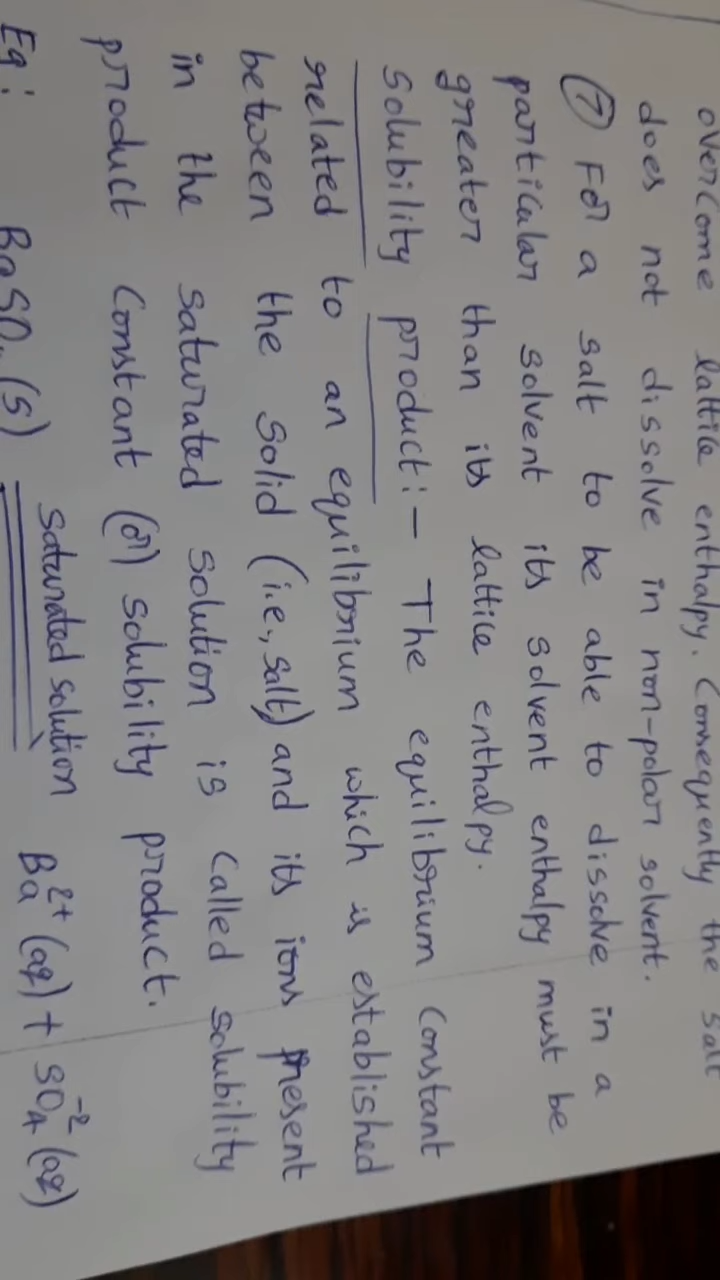 overcome lattice enthalpy. Consequently the salt
does not dissolve in non-polar solvent.
⑦ For a salt to be able to dissolve in a
particular solvent its solvent enthalpy must be
greater than its lattice enthalpy.
Solubility product:- The equilibrium constant
related to an equilibrium which is established
between the solid (i.e., salt) and its ions present
in the saturated solution is called solubility
product constant (or) solubility product.
Saturated solution
Eg: BaSO4 (s) Ba²⁺ (aq) + SO₄⁻² (aq)